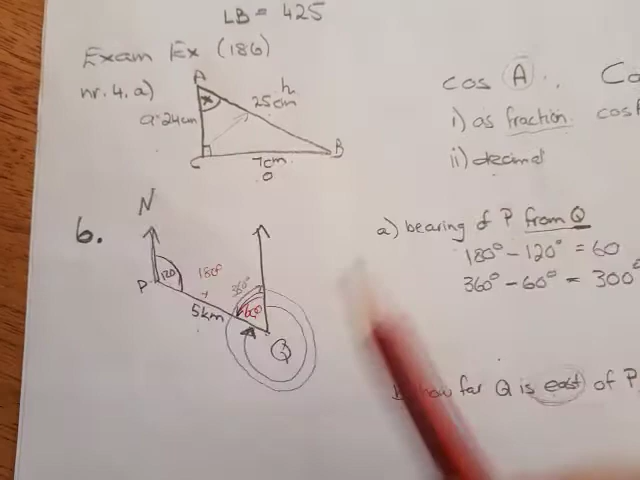 LB = 425
Exam Ex (186)
nr. 4. a)
A
x
h
25cm
a 24cm
C
7cm
o
B
cos A
i) as fraction
ii) decimal
6.
N
120
P
180°
5km
360°
60°
Q
a) bearing of P from Q
180° - 120° = 60
360° - 60° = 300°
how far Q is east of P